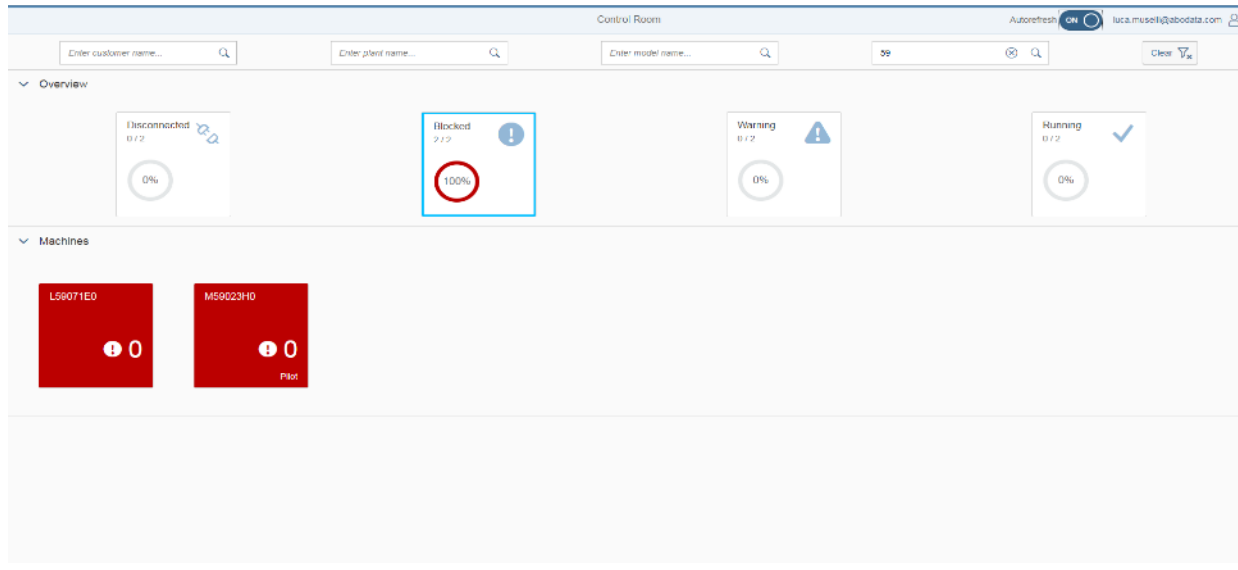 Control Room
Autorefresh ON luca.muselli@abodata.com
Enter customer name... Enter plant name... Enter model name... 59 Clear
Overview
Disconnected
0 / 2
0%
Blocked
2 / 2
100%
Warning
0 / 2
0%
Running
0 / 2
0%
Machines
L59071E0
0
M59023H0
0
Pilot